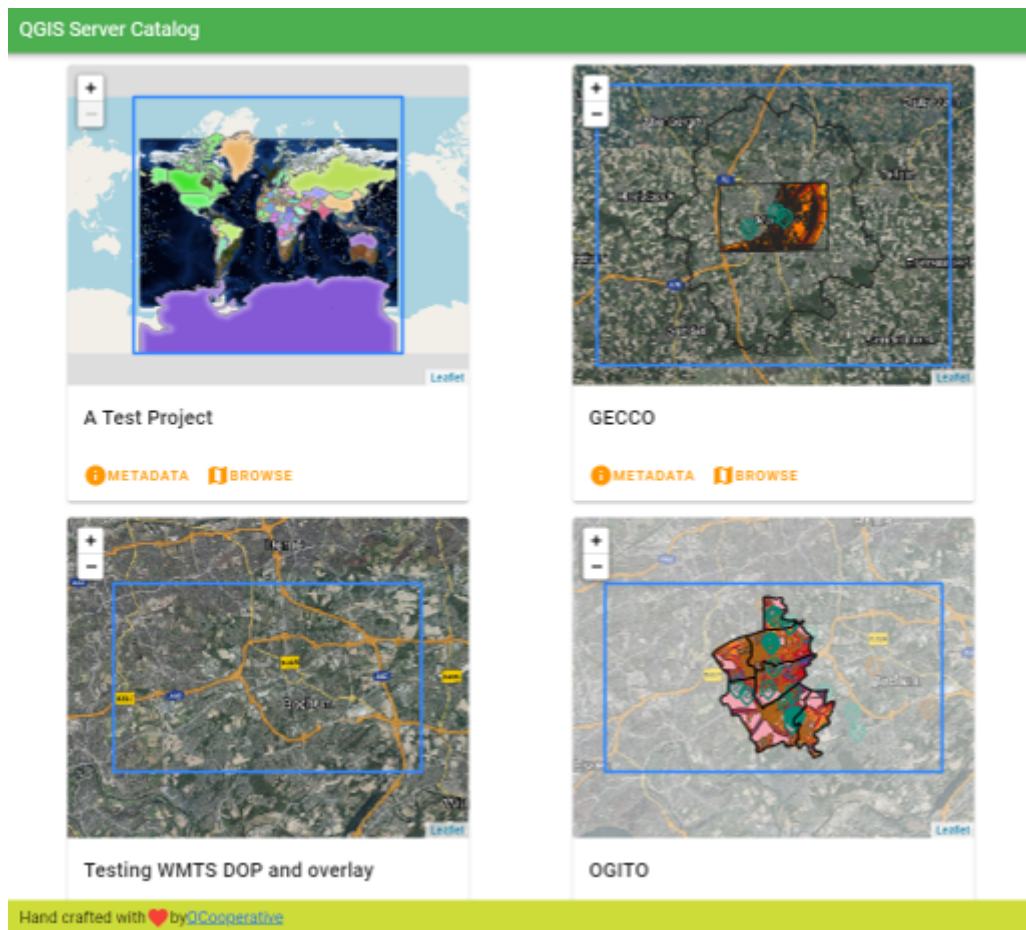 QGIS Server Catalog
+
−
Leaflet
A Test Project
METADATA BROWSE
+
−
Leaflet
GECCO
METADATA BROWSE
+
−
Leaflet
Testing WMTS DOP and overlay
+
−
Leaflet
OGITO
Hand crafted with ❤ by QCooperative